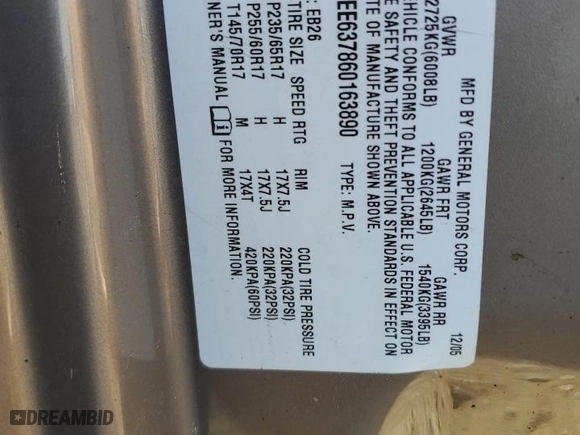 MFD BY GENERAL MOTORS CORP. 12/05
GVWR GAWR FRT GAWR RR
2725KG(6008LB) 1200KG(2645LB) 1540KG(3395LB)
VEHICLE CONFORMS TO ALL APPLICABLE U.S. FEDERAL MOTOR
SAFETY AND THEFT PREVENTION STANDARDS IN EFFECT ON
OF MANUFACTURE SHOWN ABOVE.
EE637860163890 TYPE: M.P.V.
: EB26
TIRE SIZE SPEED RTG RIM COLD TIRE PRESSURE
P235/65R17 H 17X7.5J 220KPA(32PSI)
P255/60R17 H 17X7.5J 220KPA(32PSI)
T145/70R17 M 17X4T 420KPA(60PSI)
NER'S MANUAL FOR MORE INFORMATION.
DREAMBID